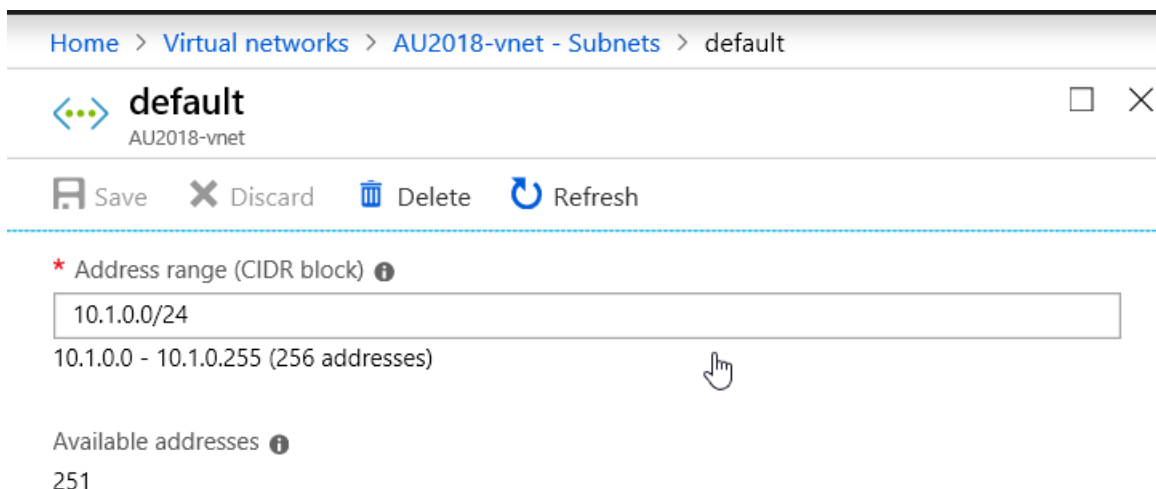 Home > Virtual networks > AU2018-vnet - Subnets > default
default
AU2018-vnet
Save Discard Delete Refresh
* Address range (CIDR block)
10.1.0.0/24
10.1.0.0 - 10.1.0.255 (256 addresses)
Available addresses
251